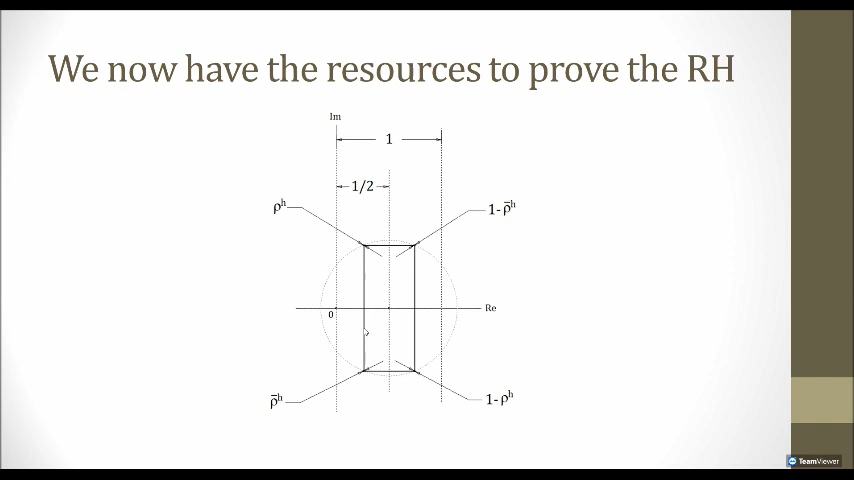 We now have the resources to prove the RH
Im
1
1/2
ρʰ
1-ρ̄ʰ
0
Re
ρ̄ʰ
1-ρʰ
TeamViewer